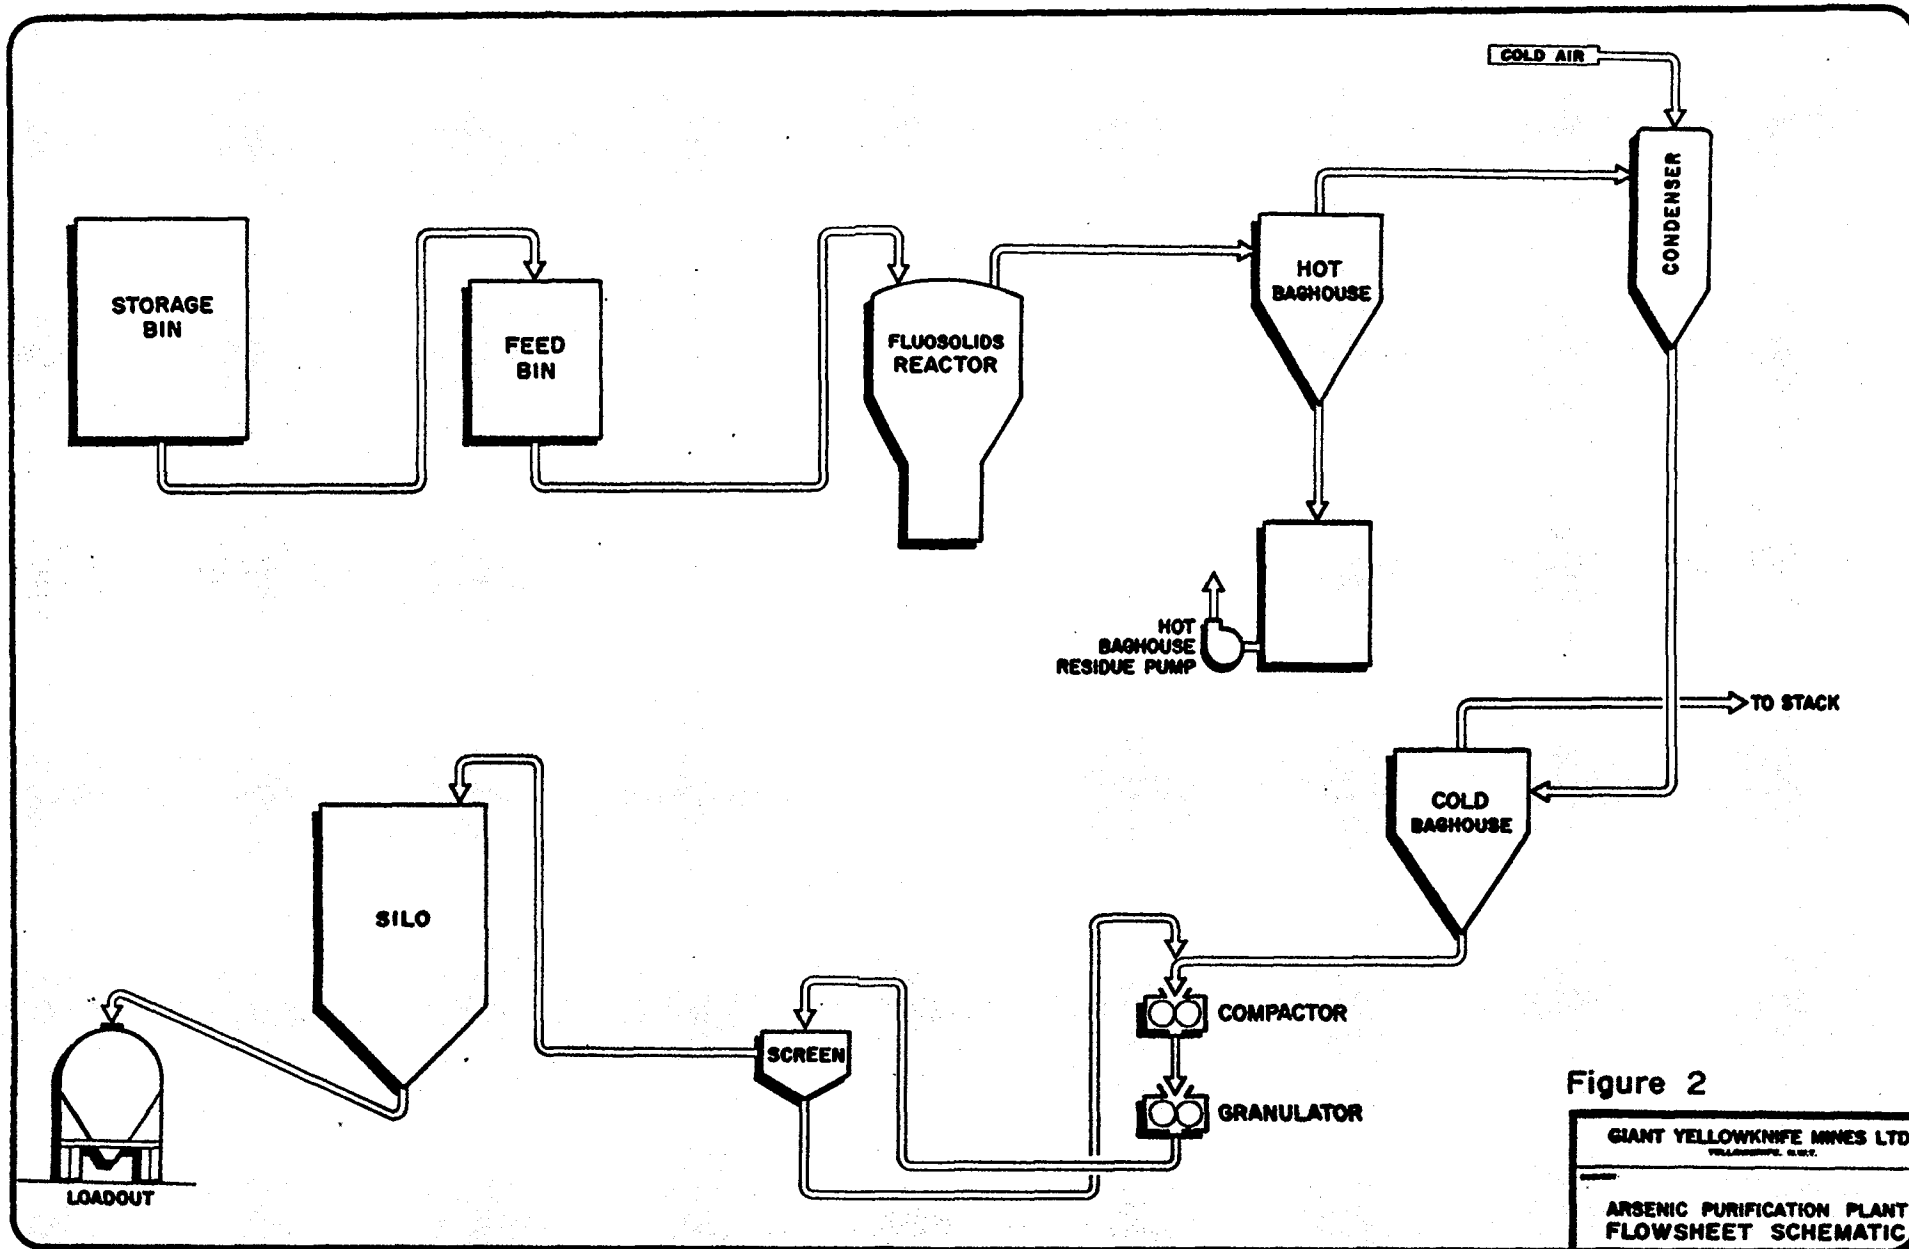 COLD AIR
CONDENSER
STORAGE
BIN
FEED
BIN
FLUOSOLIDS
REACTOR
HOT
BAGHOUSE
HOT
BAGHOUSE
RESIDUE PUMP
TO STACK
COLD
BAGHOUSE
SILO
SCREEN
COMPACTOR
GRANULATOR
LOADOUT
Figure 2
GIANT YELLOWKNIFE MINES LTD
YELLOWKNIFE, N.W.T.
ARSENIC PURIFICATION PLANT
FLOWSHEET SCHEMATIC